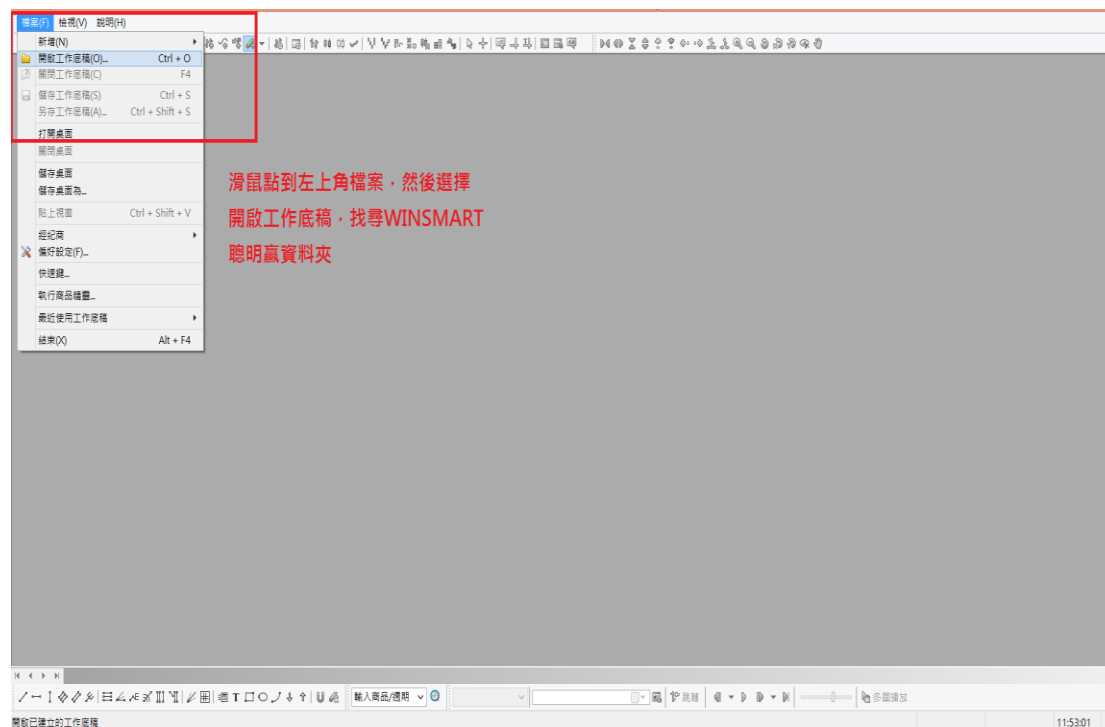 檔案(F) 檢視(V) 說明(H)
新增(N)
開啟工作底稿(O)... Ctrl + O
關閉工作底稿(C) F4
儲存工作底稿(S) Ctrl + S
另存工作底稿(A)... Ctrl + Shift + S
打開桌面
關閉桌面
儲存桌面
儲存桌面為...
貼上視窗 Ctrl + Shift + V
經紀商
偏好設定(F)...
快速鍵...
執行商品精靈...
最近使用工作底稿
結束(X) Alt + F4
滑鼠點到左上角檔案，然後選擇
開啟工作底稿，找尋WINSMART
聰明贏資料夾
輸入商品/週期 跳躍 多圖播放
開啟已建立的工作底稿 11:53:01